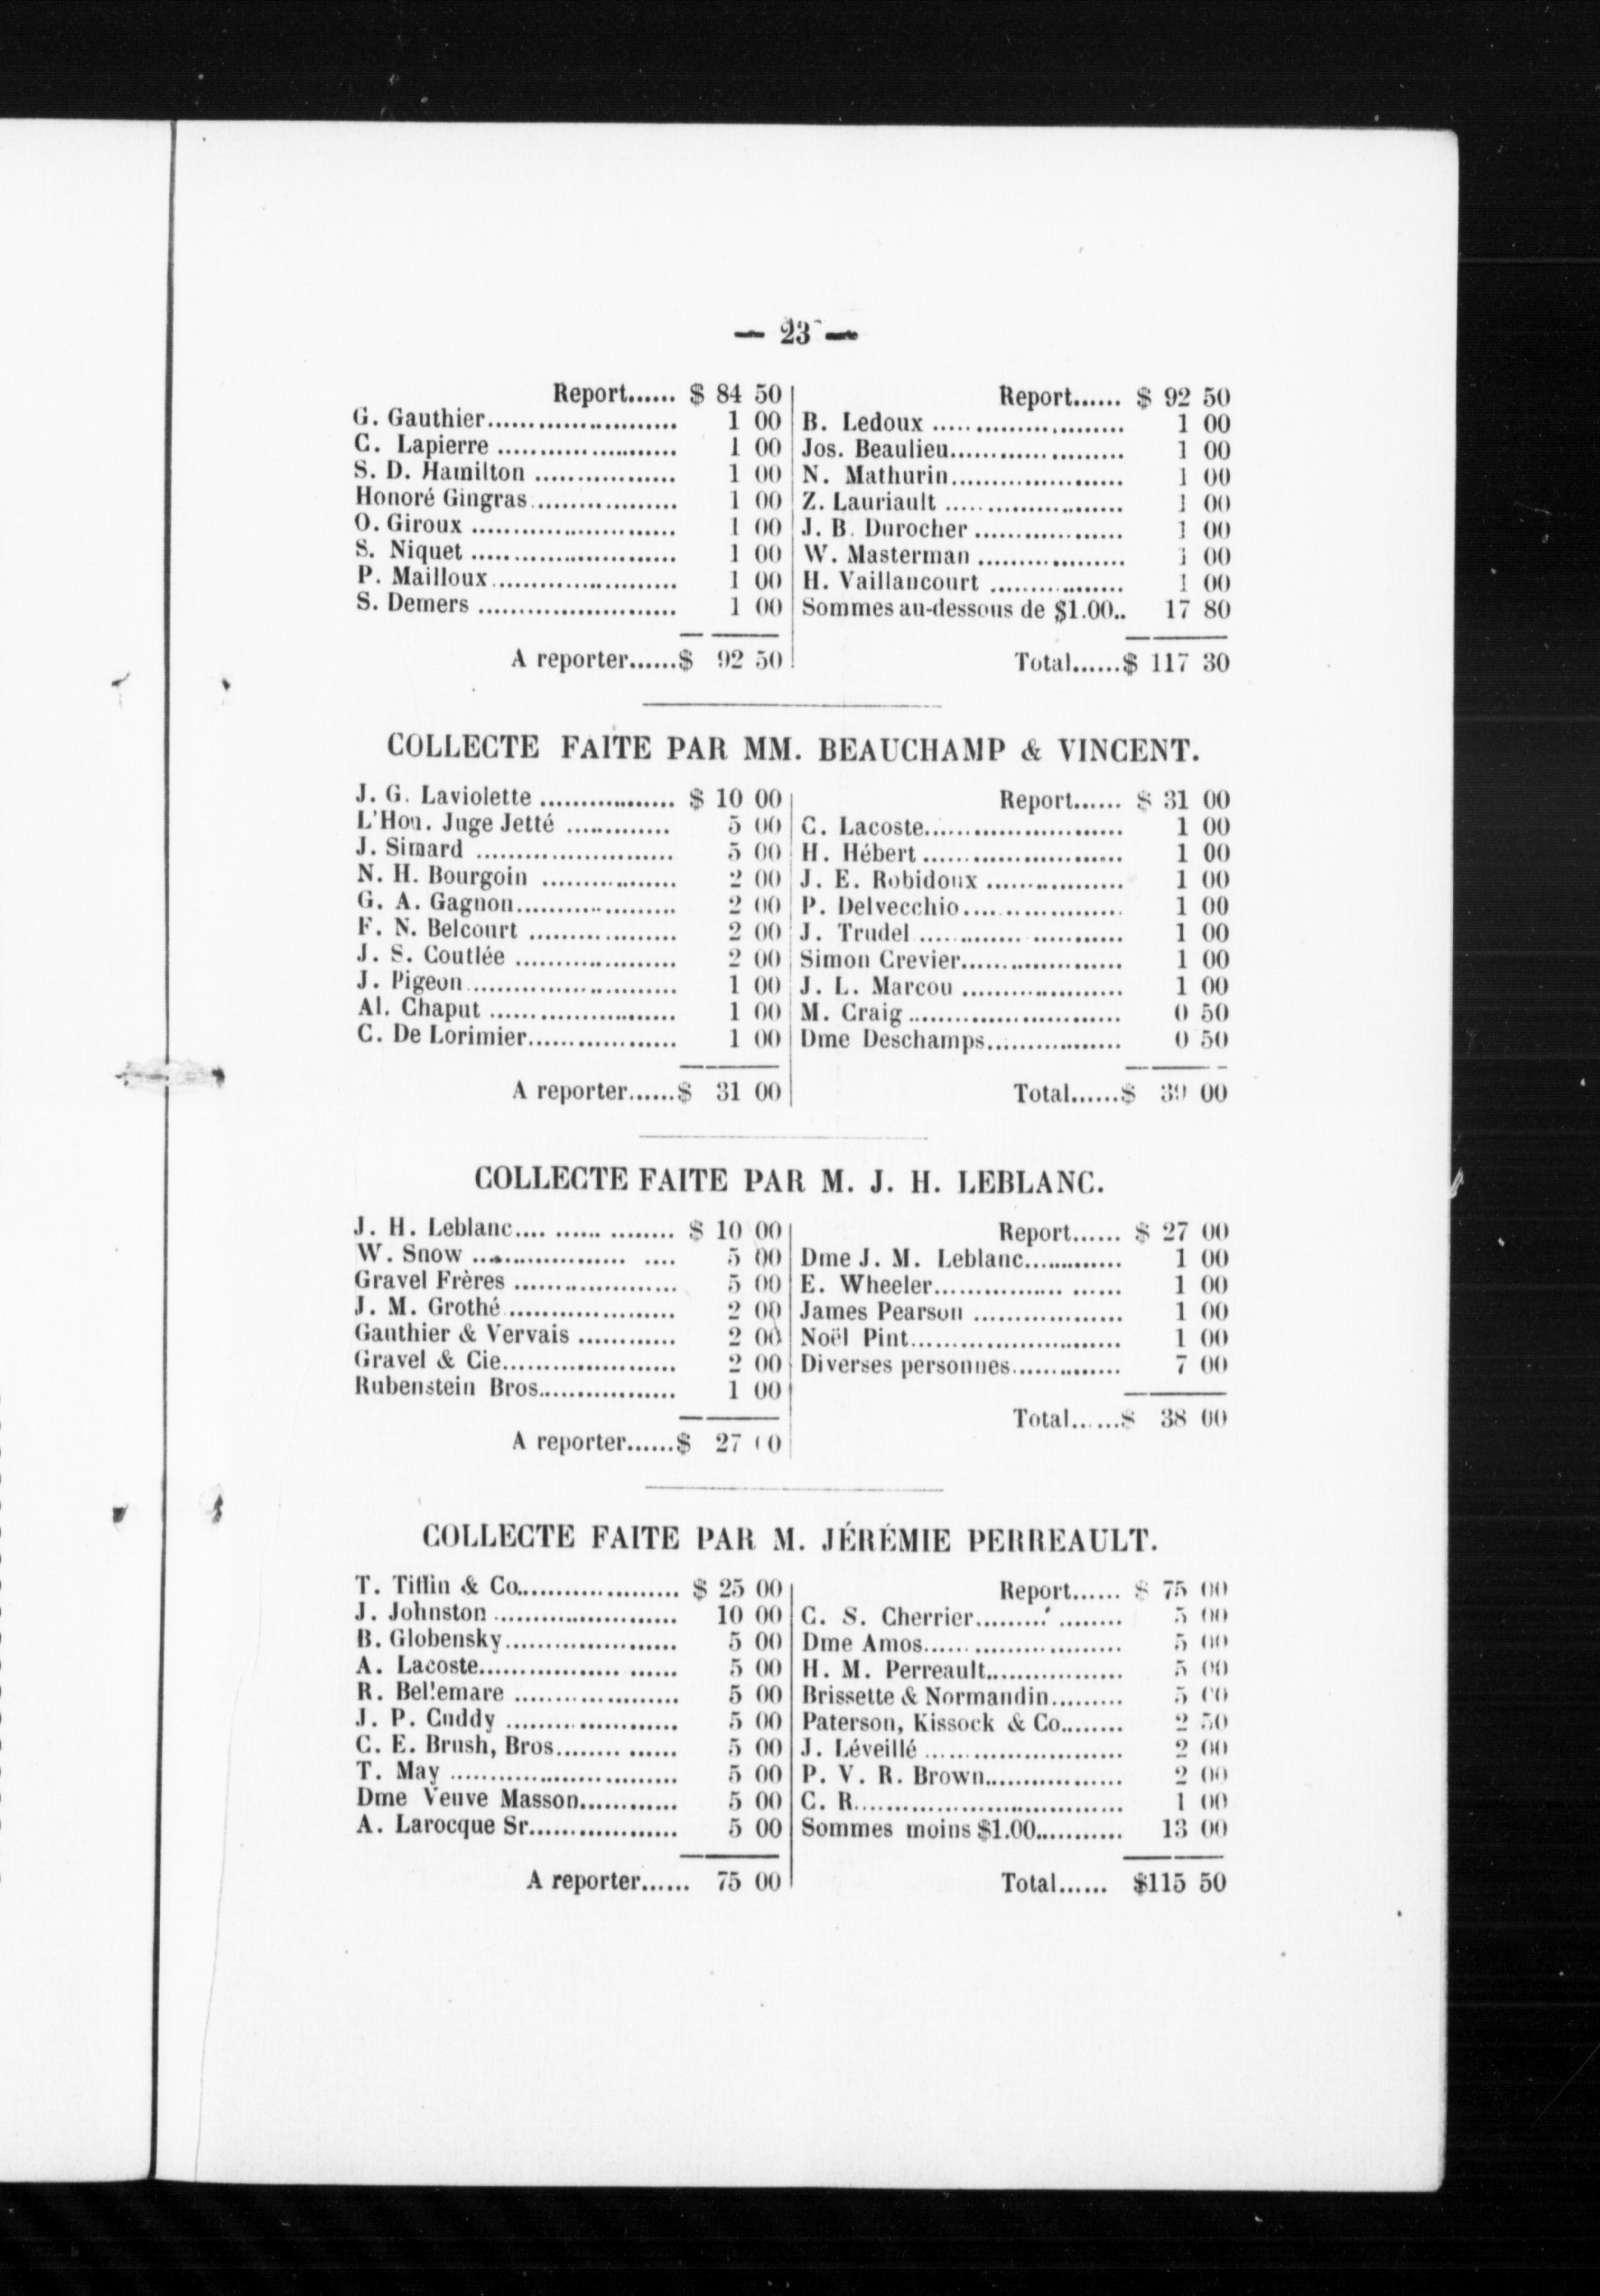 — 23 —
Report...... $ 84 50
G. Gauthier....................... 1 00
C. Lapierre ...................... 1 00
S. D. Hamilton ................. 1 00
Honoré Gingras.................. 1 00
O. Giroux ......................... 1 00
S. Niquet ......................... 1 00
P. Mailloux....................... 1 00
S. Demers ........................ 1 00
A reporter......$ 92 50
Report...... $ 92 50
B. Ledoux ....................... 1 00
Jos. Beaulieu..................... 1 00
N. Mathurin..................... 1 00
Z. Lauriault ...................... 1 00
J. B. Durocher .................. 1 00
W. Masterman .................. 1 00
H. Vaillancourt ................ 1 00
Sommes au-dessous de $1.00.. 17 80
Total......$ 117 30
COLLECTE FAITE PAR MM. BEAUCHAMP & VINCENT.
J. G. Laviolette ................. $ 10 00
L'Hon. Juge Jetté ............. 5 00
J. Simard ........................ 5 00
N. H. Bourgoin ................ 2 00
G. A. Gagnon.................... 2 00
F. N. Belcourt .................. 2 00
J. S. Coutlée .................... 2 00
J. Pigeon.......................... 1 00
Al. Chaput ....................... 1 00
C. De Lorimier.................. 1 00
A reporter......$ 31 00
Report...... $ 31 00
C. Lacoste........................ 1 00
H. Hébert ........................ 1 00
J. E. Robidoux ................. 1 00
P. Delvecchio.................... 1 00
J. Trudel ......................... 1 00
Simon Crevier.................... 1 00
J. L. Marcou .................... 1 00
M. Craig .......................... 0 50
Dme Deschamps................ 0 50
Total......$ 39 00
COLLECTE FAITE PAR M. J. H. LEBLANC.
J. H. Leblanc.... ...... ........ $ 10 00
W. Snow ................... .... 5 00
Gravel Frères .................... 5 00
J. M. Grothé .................... 2 00
Gauthier & Vervais ............ 2 00
Gravel & Cie..................... 2 00
Rubenstein Bros................. 1 00
A reporter......$ 27 00
Report...... $ 27 00
Dme J. M. Leblanc............ 1 00
E. Wheeler................ ...... 1 00
James Pearson .................. 1 00
Noël Pint.......................... 1 00
Diverses personnes.............. 7 00
Total......$ 38 00
COLLECTE FAITE PAR M. JÉRÉMIE PERREAULT.
T. Tiffin & Co.................... $ 25 00
J. Johnston ...................... 10 00
B. Globensky..................... 5 00
A. Lacoste................. ...... 5 00
R. Bellemare .................... 5 00
J. P. Cuddy ..................... 5 00
C. E. Brush, Bros........ ...... 5 00
T. May ............................ 5 00
Dme Veuve Masson............ 5 00
A. Larocque Sr.................. 5 00
A reporter...... 75 00
Report...... $ 75 00
C. S. Cherrier......... ........ 5 00
Dme Amos........................ 5 00
H. M. Perreault................. 5 00
Brissette & Normandin......... 5 00
Paterson, Kissock & Co........ 2 50
J. Léveillé ........................ 2 00
P. V. R. Brown................. 2 00
C. R................................. 1 00
Sommes moins $1.00........... 13 00
Total...... $115 50